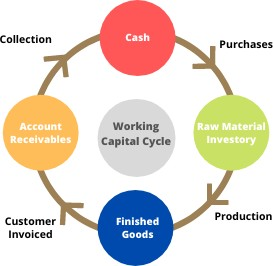 Cash
Collection
Purchases
Account
Receivables
Working
Capital Cycle
Raw Material
Investory
Customer
Invoiced
Finished
Goods
Production